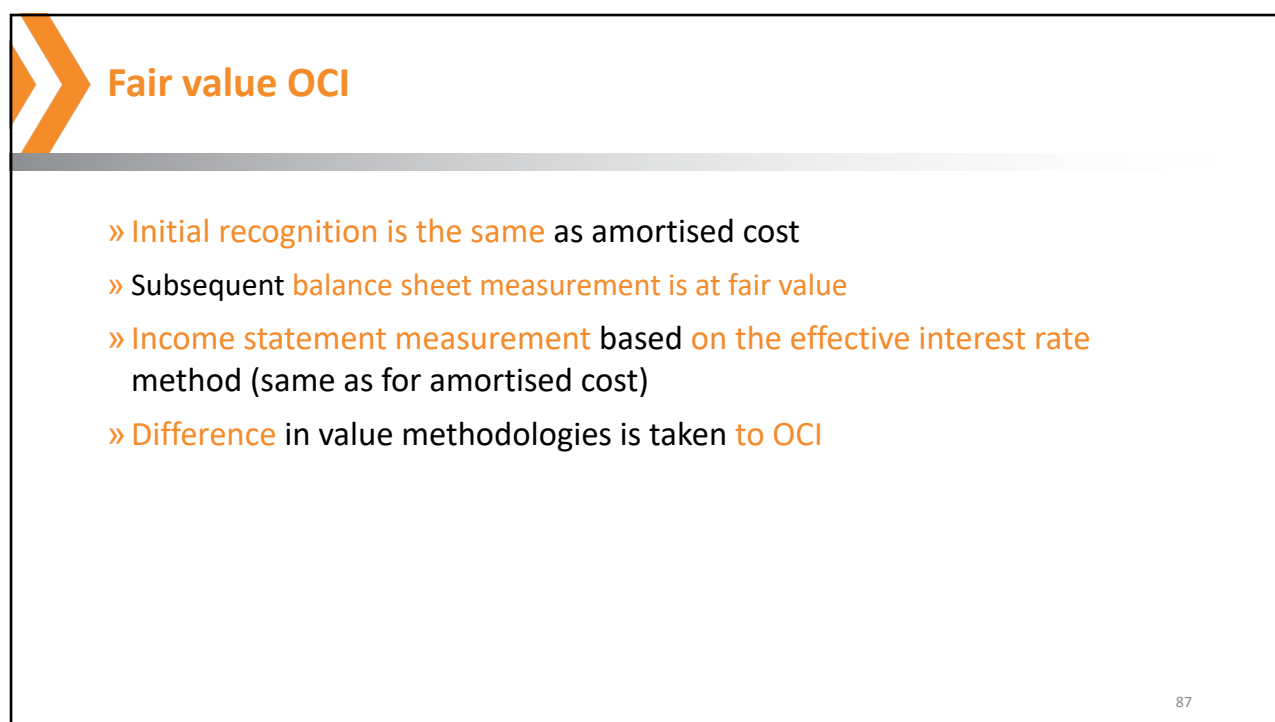 Fair value OCI
» Initial recognition is the same as amortised cost
» Subsequent balance sheet measurement is at fair value
» Income statement measurement based on the effective interest rate
method (same as for amortised cost)
» Difference in value methodologies is taken to OCI
87